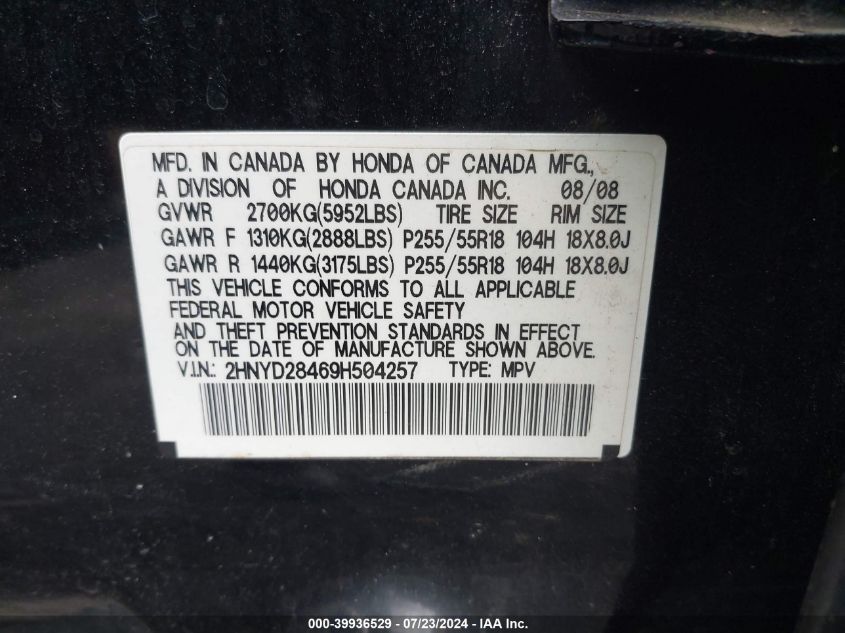 MFD. IN CANADA BY HONDA OF CANADA MFG.,
A DIVISION OF HONDA CANADA INC. 08/08
GVWR 2700KG(5952LBS) TIRE SIZE RIM SIZE
GAWR F 1310KG(2888LBS) P255/55R18 104H 18X8.0J
GAWR R 1440KG(3175LBS) P255/55R18 104H 18X8.0J
THIS VEHICLE CONFORMS TO ALL APPLICABLE
FEDERAL MOTOR VEHICLE SAFETY
AND THEFT PREVENTION STANDARDS IN EFFECT
ON THE DATE OF MANUFACTURE SHOWN ABOVE.
V.I.N.: 2HNYD28469H504257 TYPE: MPV
000-39936529 - 07/23/2024 - IAA Inc.